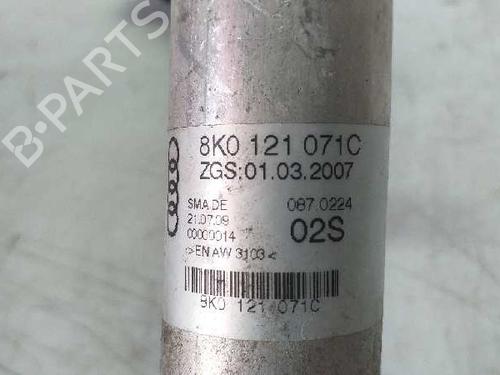 8K0 121 071C
ZGS:01.03.2007
SMA.DE 087.0224
21.07.09 02S
00000014
>EN AW 3103<
8K0 121 071C